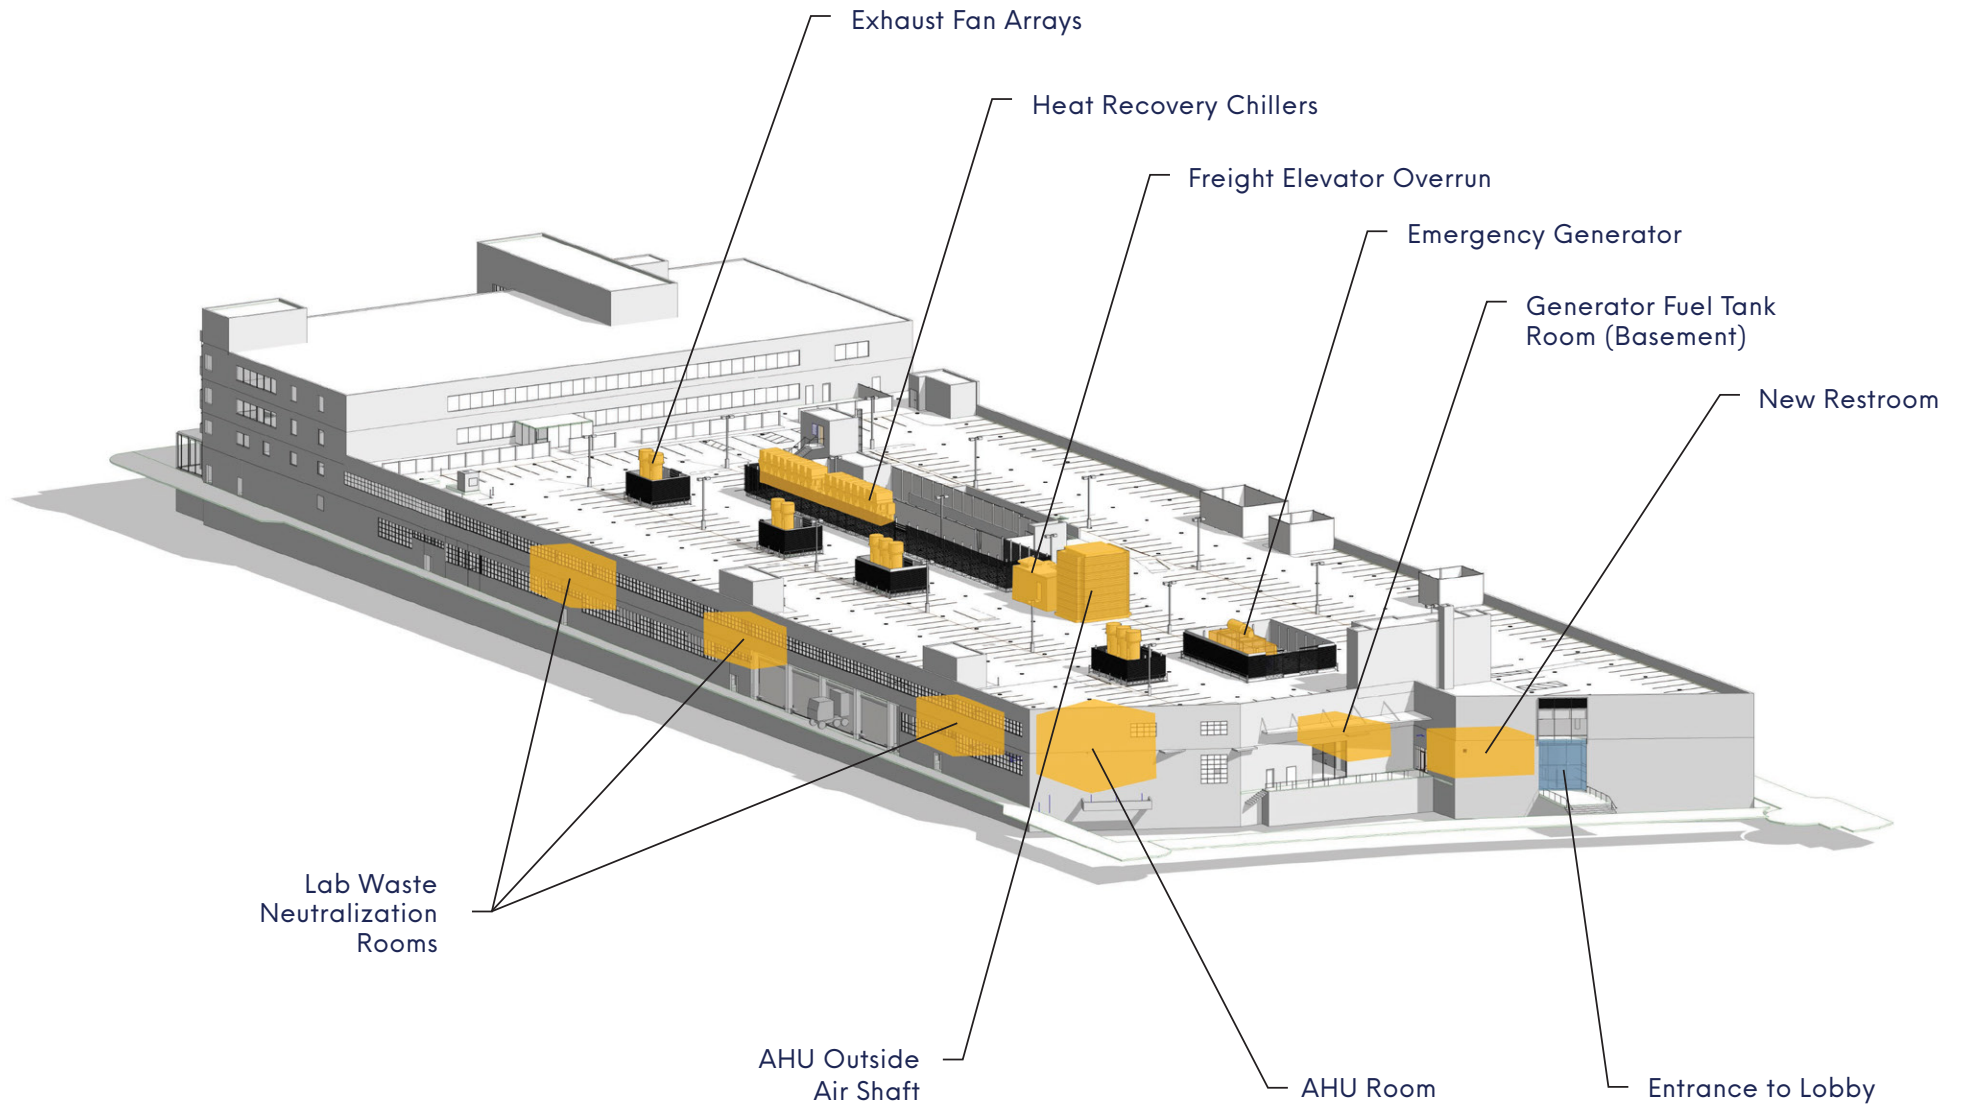 Exhaust Fan Arrays
Heat Recovery Chillers
Freight Elevator Overrun
Emergency Generator
Generator Fuel Tank
Room (Basement)
New Restroom
Lab Waste
Neutralization
Rooms
AHU Outside
Air Shaft
AHU Room
Entrance to Lobby